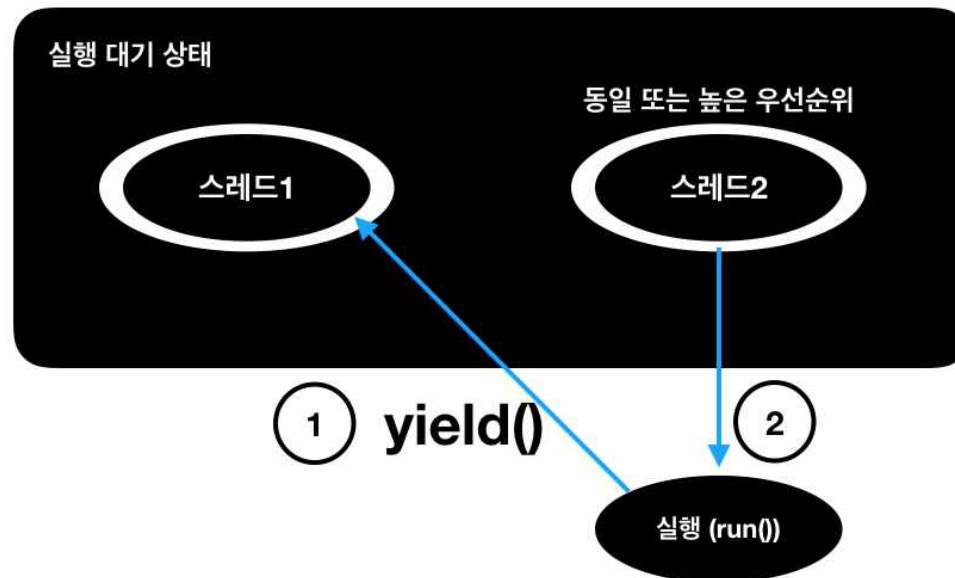 실행 대기 상태
동일 또는 높은 우선순위
스레드1
스레드2
1
yield()
2
실행 (run())